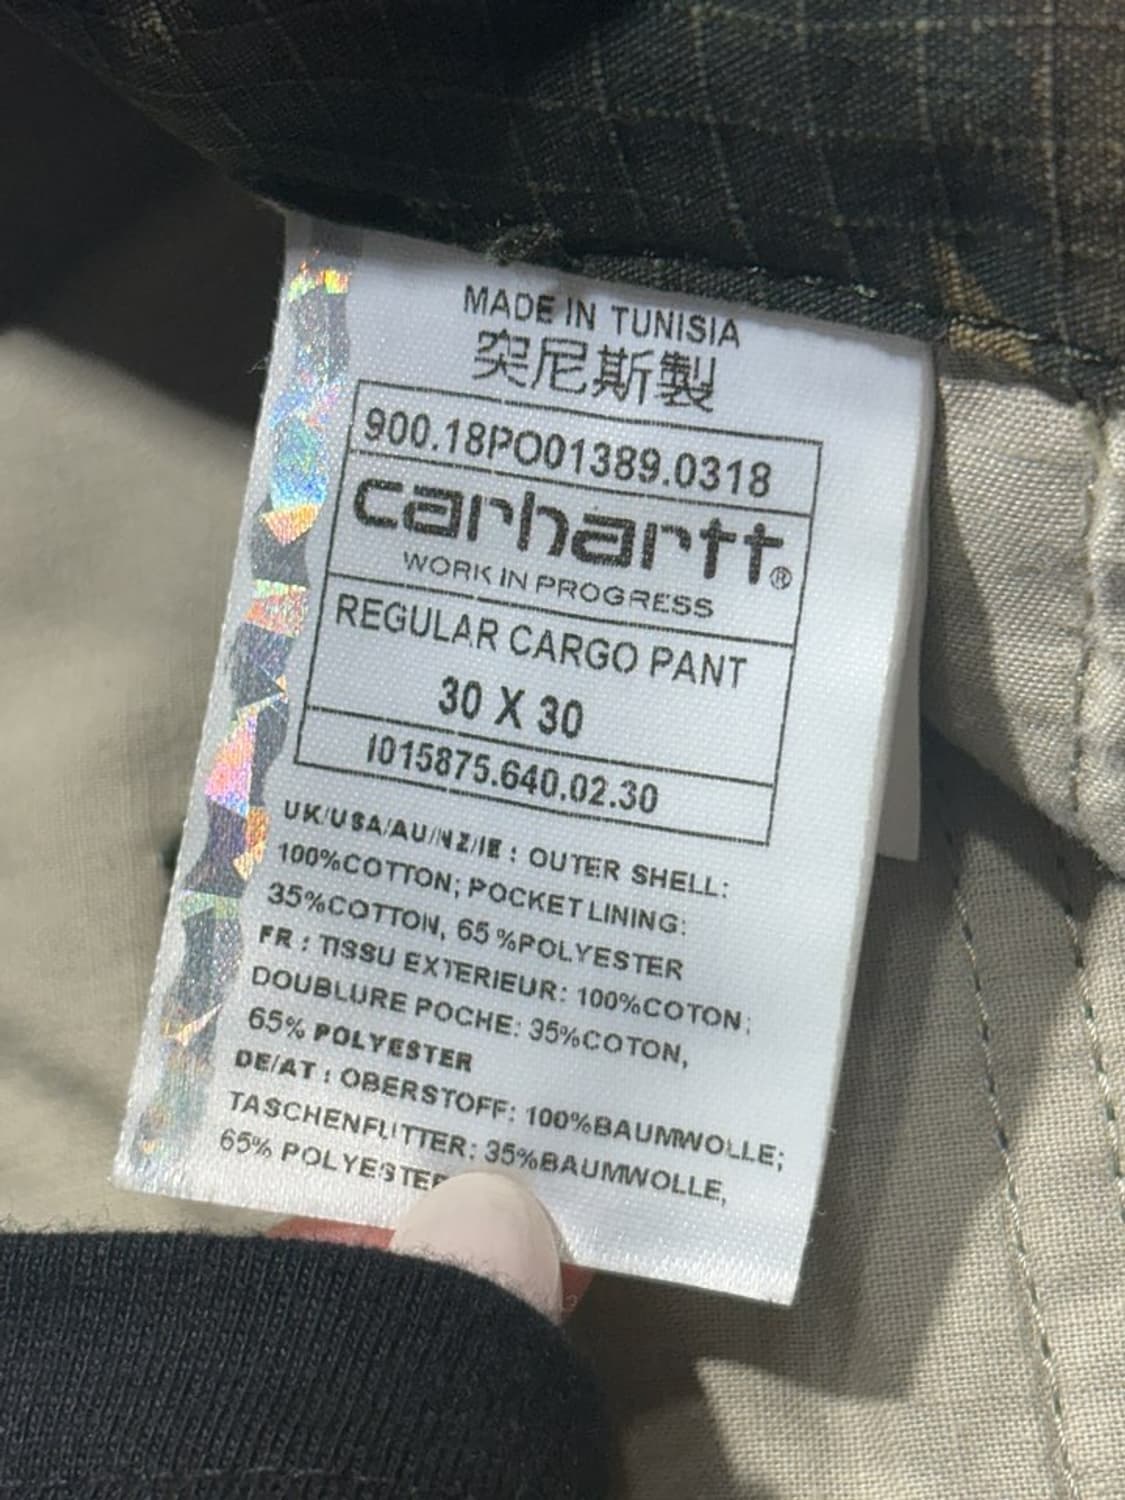 MADE IN TUNISIA
突尼斯製
900.18PO01389.0318
carhartt®
WORK IN PROGRESS
REGULAR CARGO PANT
30 X 30
I015875.640.02.30
UK/USA/AU/NZ/IE : OUTER SHELL:
100%COTTON; POCKET LINING:
35%COTTON, 65%POLYESTER
FR : TISSU EXTERIEUR: 100%COTON;
DOUBLURE POCHE: 35%COTON,
65% POLYESTER
DE/AT : OBERSTOFF: 100%BAUMWOLLE;
TASCHENFUTTER: 35%BAUMWOLLE,
65% POLYESTER